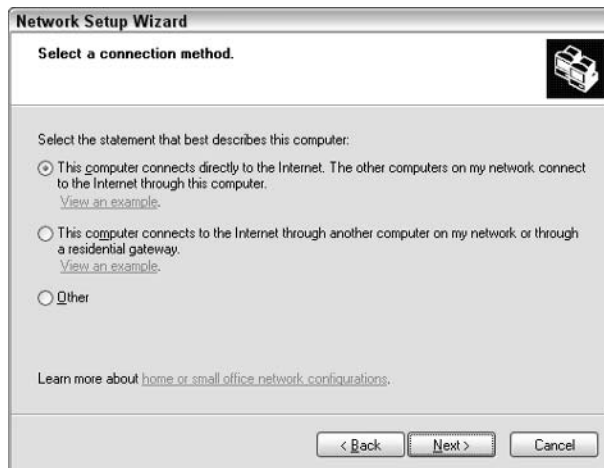 Network Setup Wizard
Select a connection method.
Select the statement that best describes this computer:
This computer connects directly to the Internet. The other computers on my network connect
to the Internet through this computer.
View an example.
This computer connects to the Internet through another computer on my network or through
a residential gateway.
View an example.
Other
Learn more about home or small office network configurations.
< Back Next > Cancel